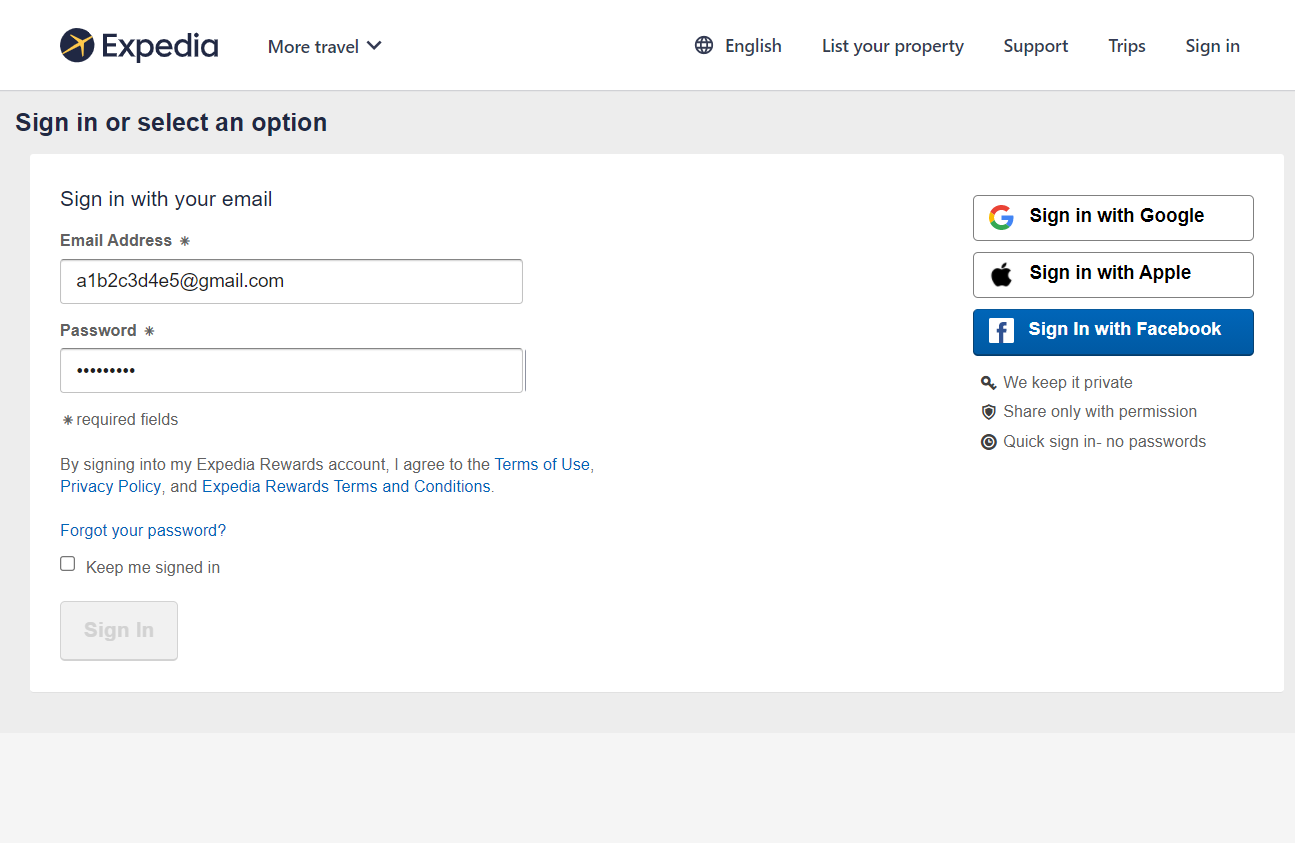 Expedia
More travel
English
List your property
Support
Trips
Sign in
Sign in or select an option
Sign in with your email
Email Address *
a1b2c3d4e5@gmail.com
Password *
•••••••••
* required fields
By signing into my Expedia Rewards account, I agree to the Terms of Use,
Privacy Policy, and Expedia Rewards Terms and Conditions.
Forgot your password?
Keep me signed in
Sign In
Sign in with Google
Sign in with Apple
Sign In with Facebook
We keep it private
Share only with permission
Quick sign in- no passwords